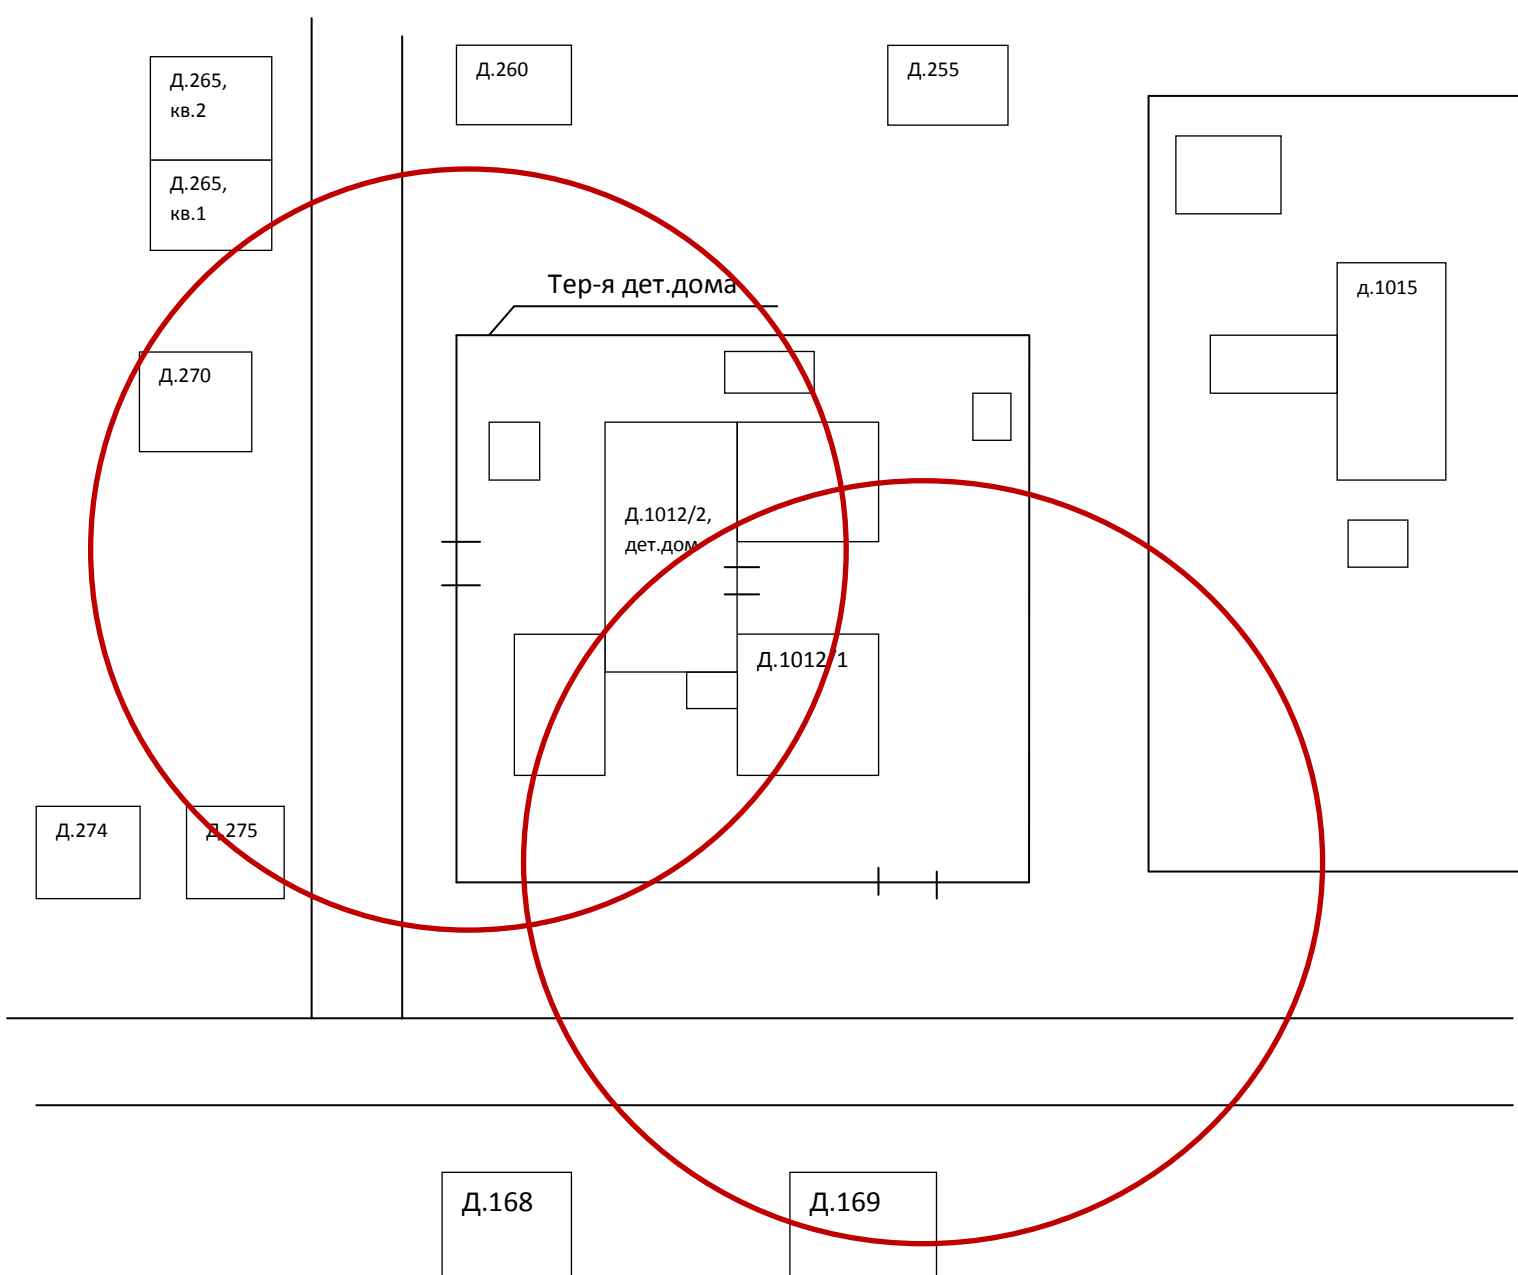 Д.265,
кв.2
Д.265,
кв.1
Д.260
Д.255
д.1015
Тер-я дет.дома
Д.270
Д.1012/2,
дет.дом
Д.1012/1
Д.274
Д.275
Д.168
Д.169